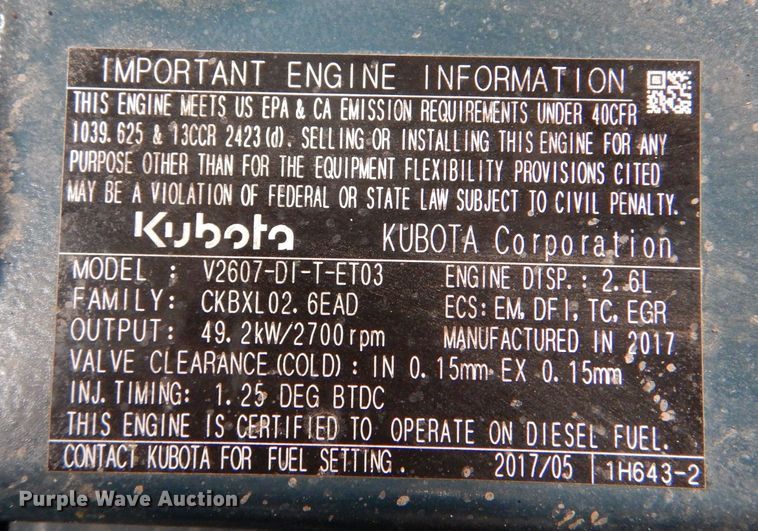 IMPORTANT ENGINE INFORMATION
THIS ENGINE MEETS US EPA & CA EMISSION REQUIREMENTS UNDER 40CFR
1039.625 & 13CCR 2423(d). SELLING OR INSTALLING THIS ENGINE FOR ANY
PURPOSE OTHER THAN FOR THE EQUIPMENT FLEXIBILITY PROVISIONS CITED
MAY BE A VIOLATION OF FEDERAL OR STATE LAW SUBJECT TO CIVIL PENALTY.
Kubota KUBOTA Corporation
MODEL : V2607-DI-T-ET03 ENGINE DISP.: 2.6L
FAMILY: CKBXL02.6EAD ECS: EM, DFI, TC, EGR
OUTPUT: 49.2kW/2700rpm MANUFACTURED IN 2017
VALVE CLEARANCE(COLD): IN 0.15mm EX 0.15mm
INJ. TIMING: 1.25 DEG BTDC
THIS ENGINE IS CERTIFIED TO OPERATE ON DIESEL FUEL.
CONTACT KUBOTA FOR FUEL SETTING. 2017/05 1H643-2
Purple Wave Auction